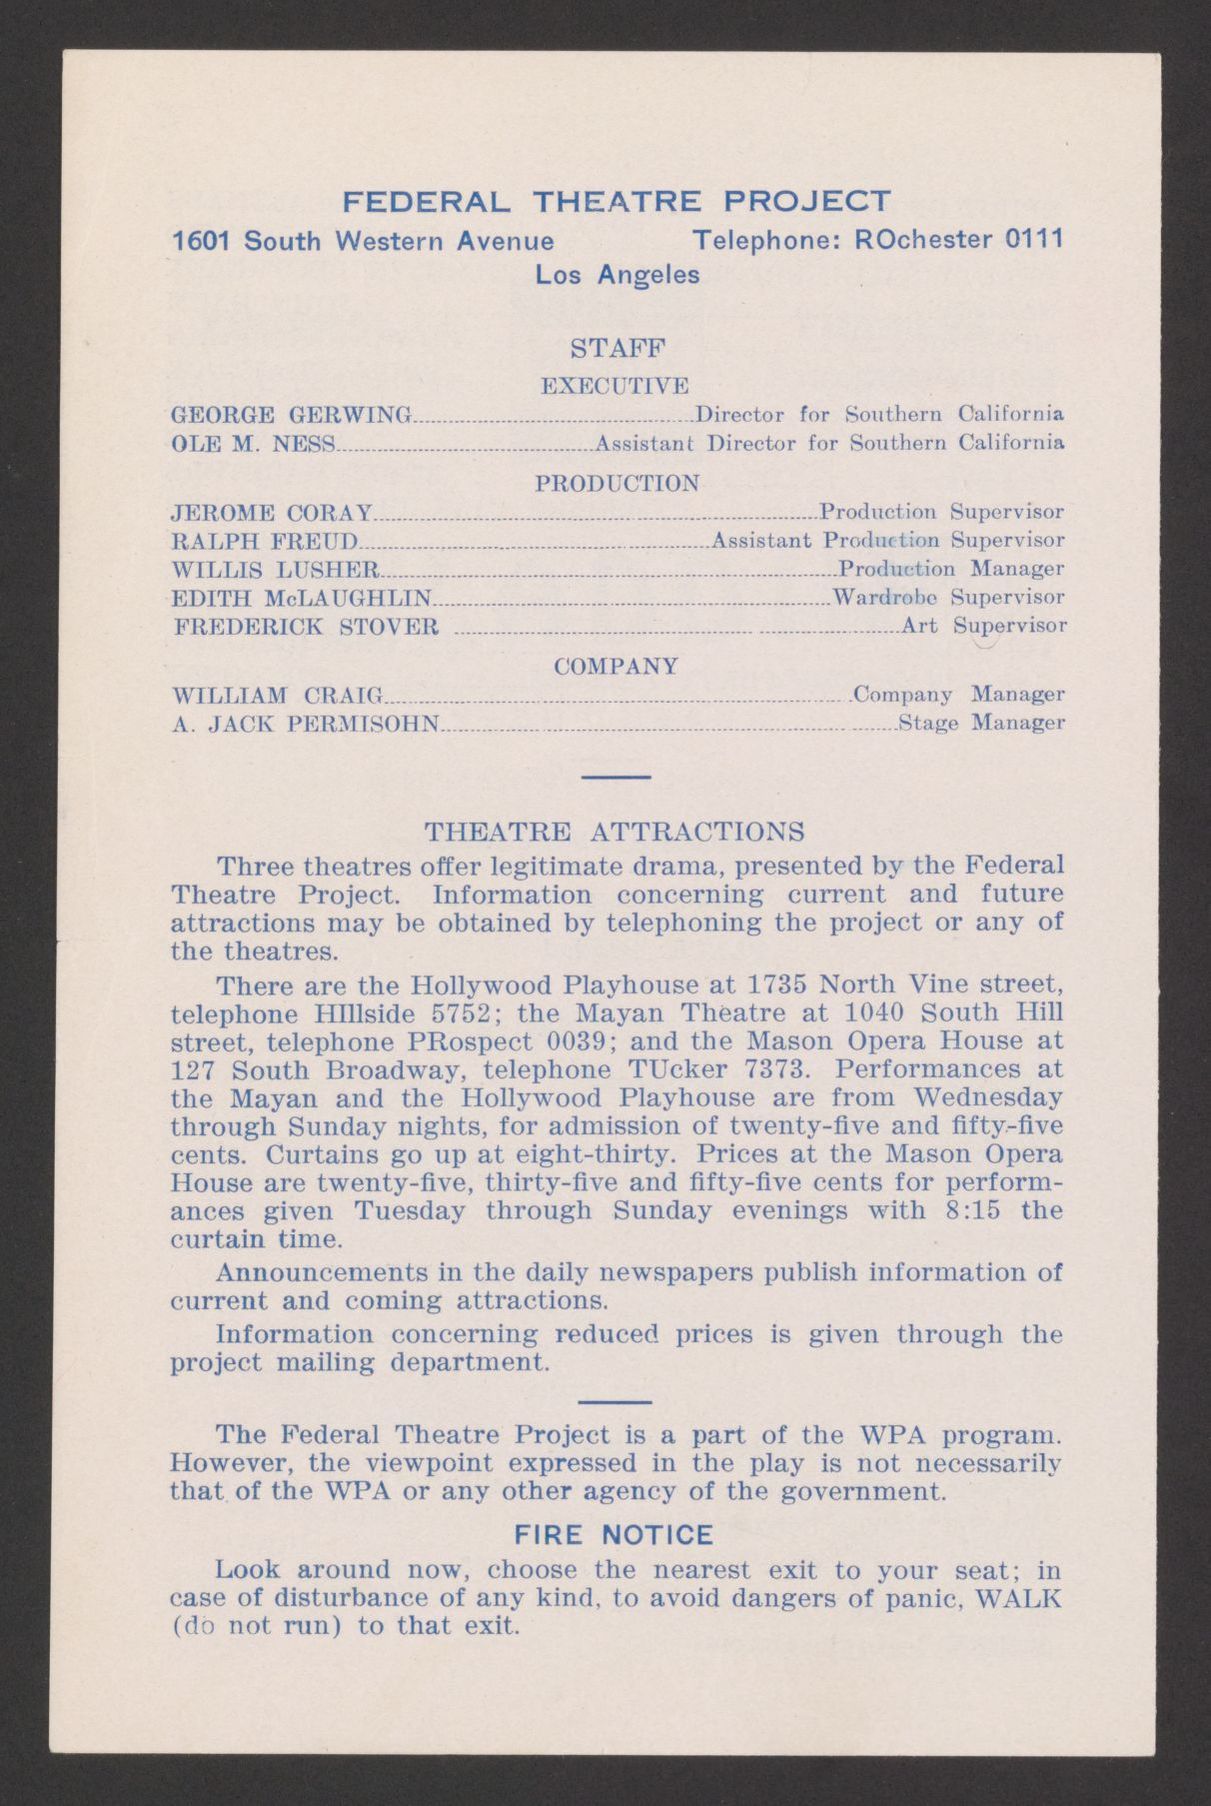 FEDERAL THEATRE PROJECT
1601 South Western Avenue Telephone: ROchester 0111
Los Angeles
STAFF
EXECUTIVE
GEORGE GERWING Director for Southern California
OLE M. NESS Assistant Director for Southern California
PRODUCTION
JEROME CORAY Production Supervisor
RALPH FREUD Assistant Production Supervisor
WILLIS LUSHER Production Manager
EDITH McLAUGHLIN Wardrobe Supervisor
FREDERICK STOVER Art Supervisor
COMPANY
WILLIAM CRAIG Company Manager
A. JACK PERMISOHN Stage Manager
THEATRE ATTRACTIONS
Three theatres offer legitimate drama, presented by the Federal
Theatre Project. Information concerning current and future
attractions may be obtained by telephoning the project or any of
the theatres.
There are the Hollywood Playhouse at 1735 North Vine street,
telephone HIllside 5752; the Mayan Theatre at 1040 South Hill
street, telephone PRospect 0039; and the Mason Opera House at
127 South Broadway, telephone TUcker 7373. Performances at
the Mayan and the Hollywood Playhouse are from Wednesday
through Sunday nights, for admission of twenty-five and fifty-five
cents. Curtains go up at eight-thirty. Prices at the Mason Opera
House are twenty-five, thirty-five and fifty-five cents for perform-
ances given Tuesday through Sunday evenings with 8:15 the
curtain time.
Announcements in the daily newspapers publish information of
current and coming attractions.
Information concerning reduced prices is given through the
project mailing department.
The Federal Theatre Project is a part of the WPA program.
However, the viewpoint expressed in the play is not necessarily
that of the WPA or any other agency of the government.
FIRE NOTICE
Look around now, choose the nearest exit to your seat; in
case of disturbance of any kind, to avoid dangers of panic, WALK
(do not run) to that exit.